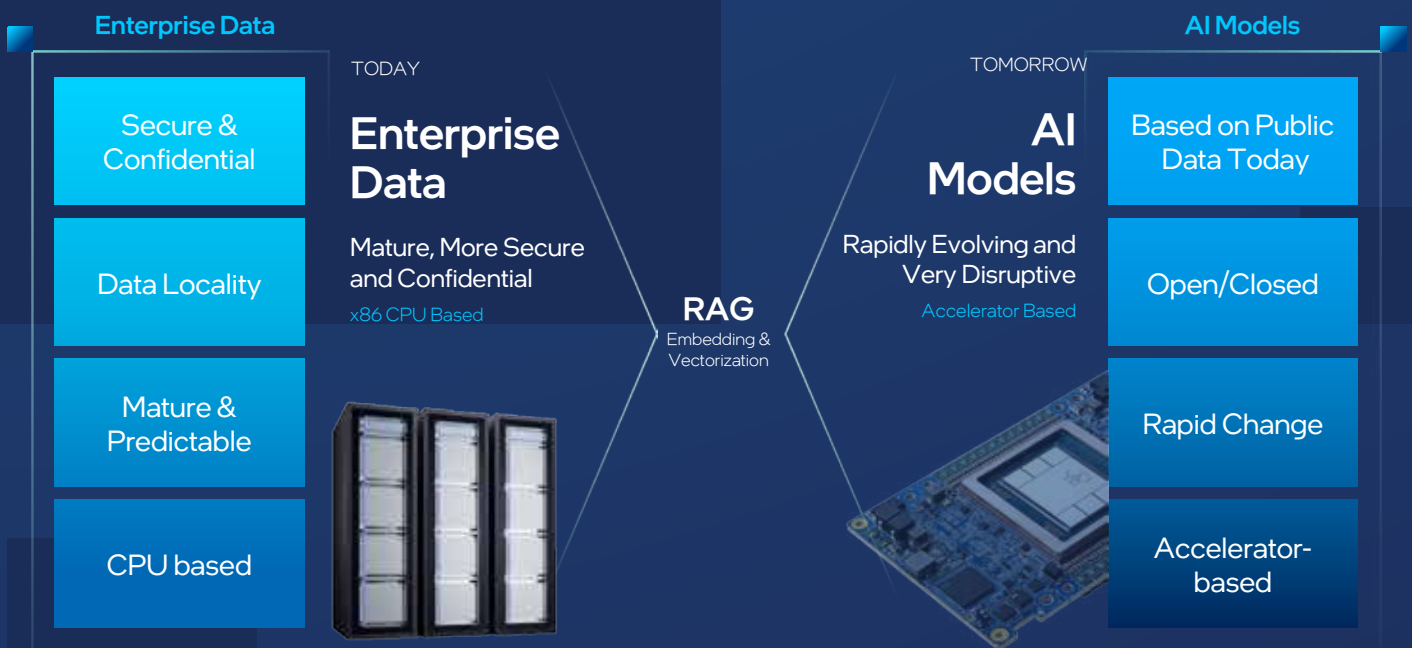 Enterprise Data
Secure &
Confidential
Data Locality
Mature &
Predictable
CPU based
TODAY
Enterprise
Data
Mature, More Secure
and Confidential
x86 CPU Based
RAG
Embedding &
Vectorization
TOMORROW
AI
Models
Rapidly Evolving and
Very Disruptive
Accelerator Based
AI Models
Based on Public
Data Today
Open/Closed
Rapid Change
Accelerator-
based